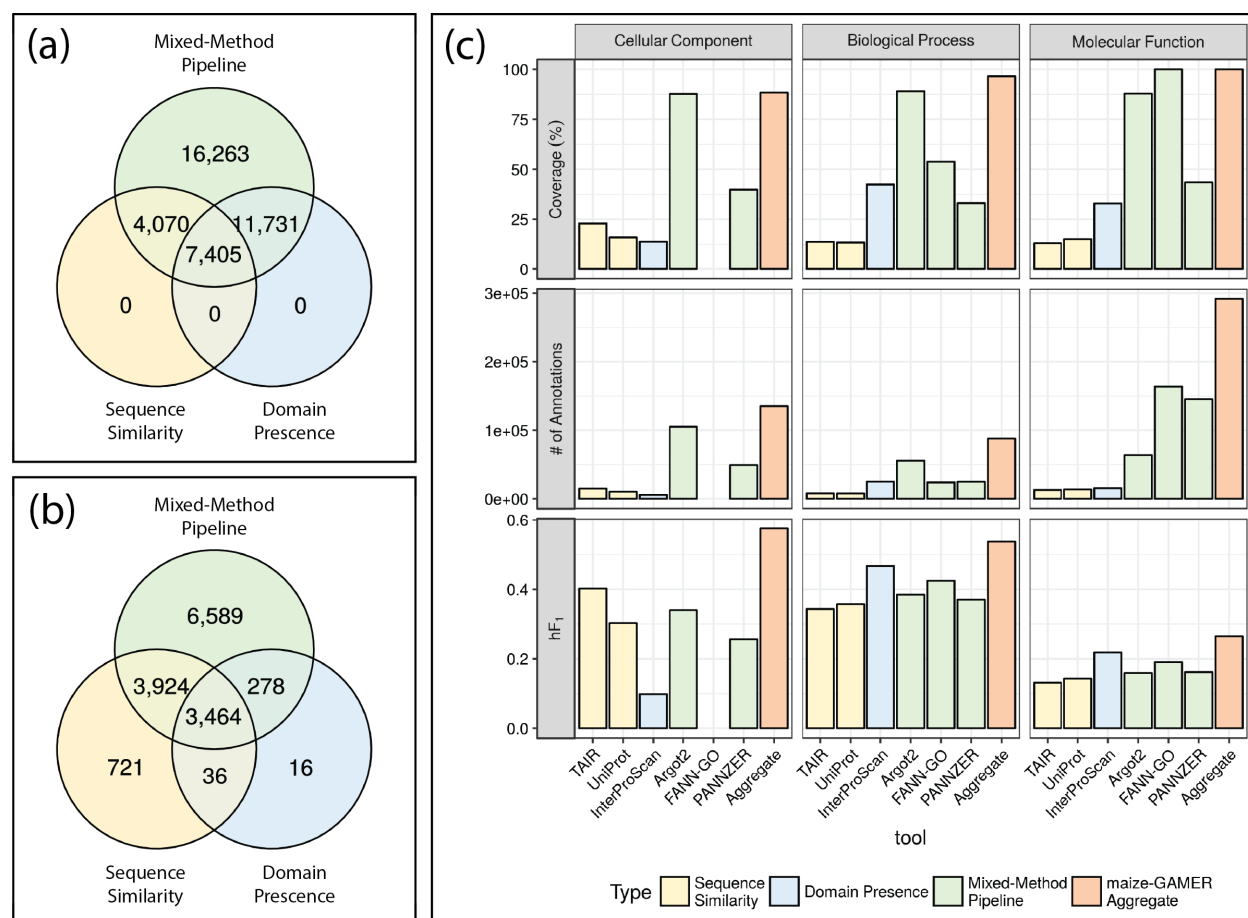 (a)
Mixed-Method
Pipeline
16,263
4,070
11,731
7,405
0
0
0
Sequence
Similarity
Domain
Prescence
(b)
Mixed-Method
Pipeline
6,589
3,924
278
3,464
721
36
16
Sequence
Similarity
Domain
Prescence
(c)
Cellular Component
Biological Process
Molecular Function
Coverage (%)
100
75
50
25
0
# of Annotations
3e+05
2e+05
1e+05
0e+00
hF1
0.6
0.4
0.2
0.0
TAIR
UniProt
InterProScan
Argot2
FANN-GO
PANNZER
Aggregate
TAIR
UniProt
InterProScan
Argot2
FANN-GO
PANNZER
Aggregate
TAIR
UniProt
InterProScan
Argot2
FANN-GO
PANNZER
Aggregate
tool
Type
Sequence
Similarity
Domain Presence
Mixed-Method
Pipeline
maize-GAMER
Aggregate